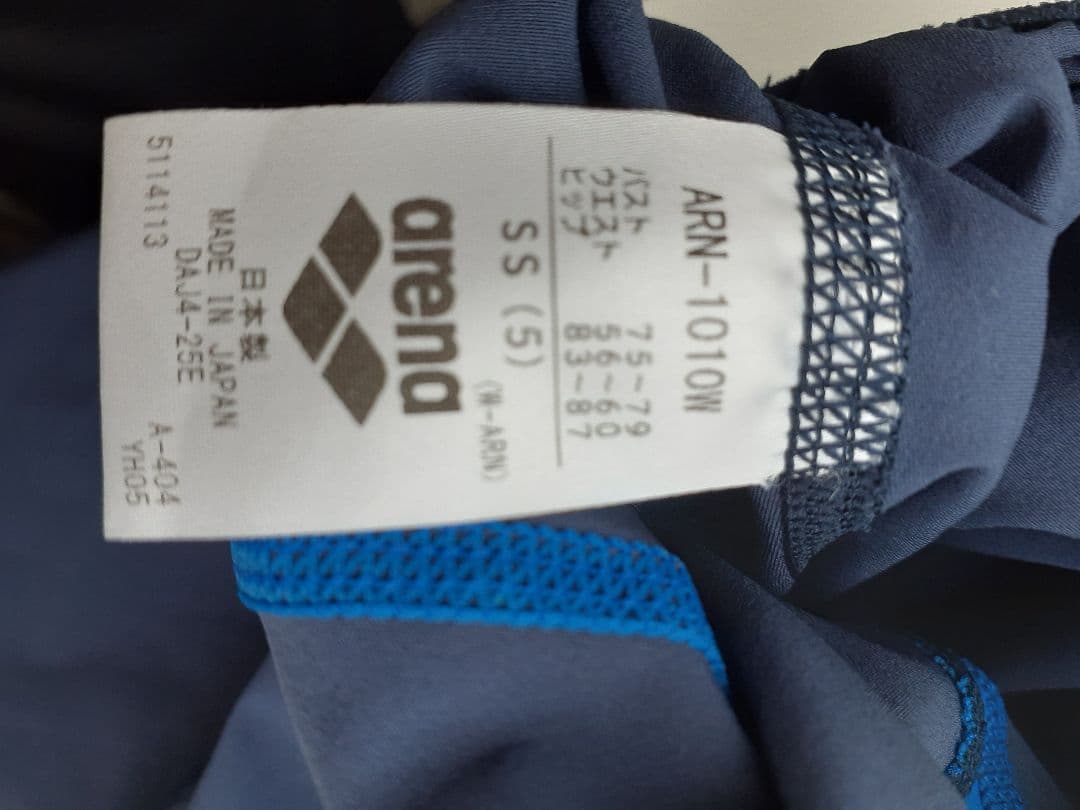 ARN-1010W
バスト 75-79
ウエスト 56-60
ヒップ 83-87
SS (5)
(W-ARN)
arena
日本製
MADE IN JAPAN
DAJ4-25E
5114113 A-404
YH05